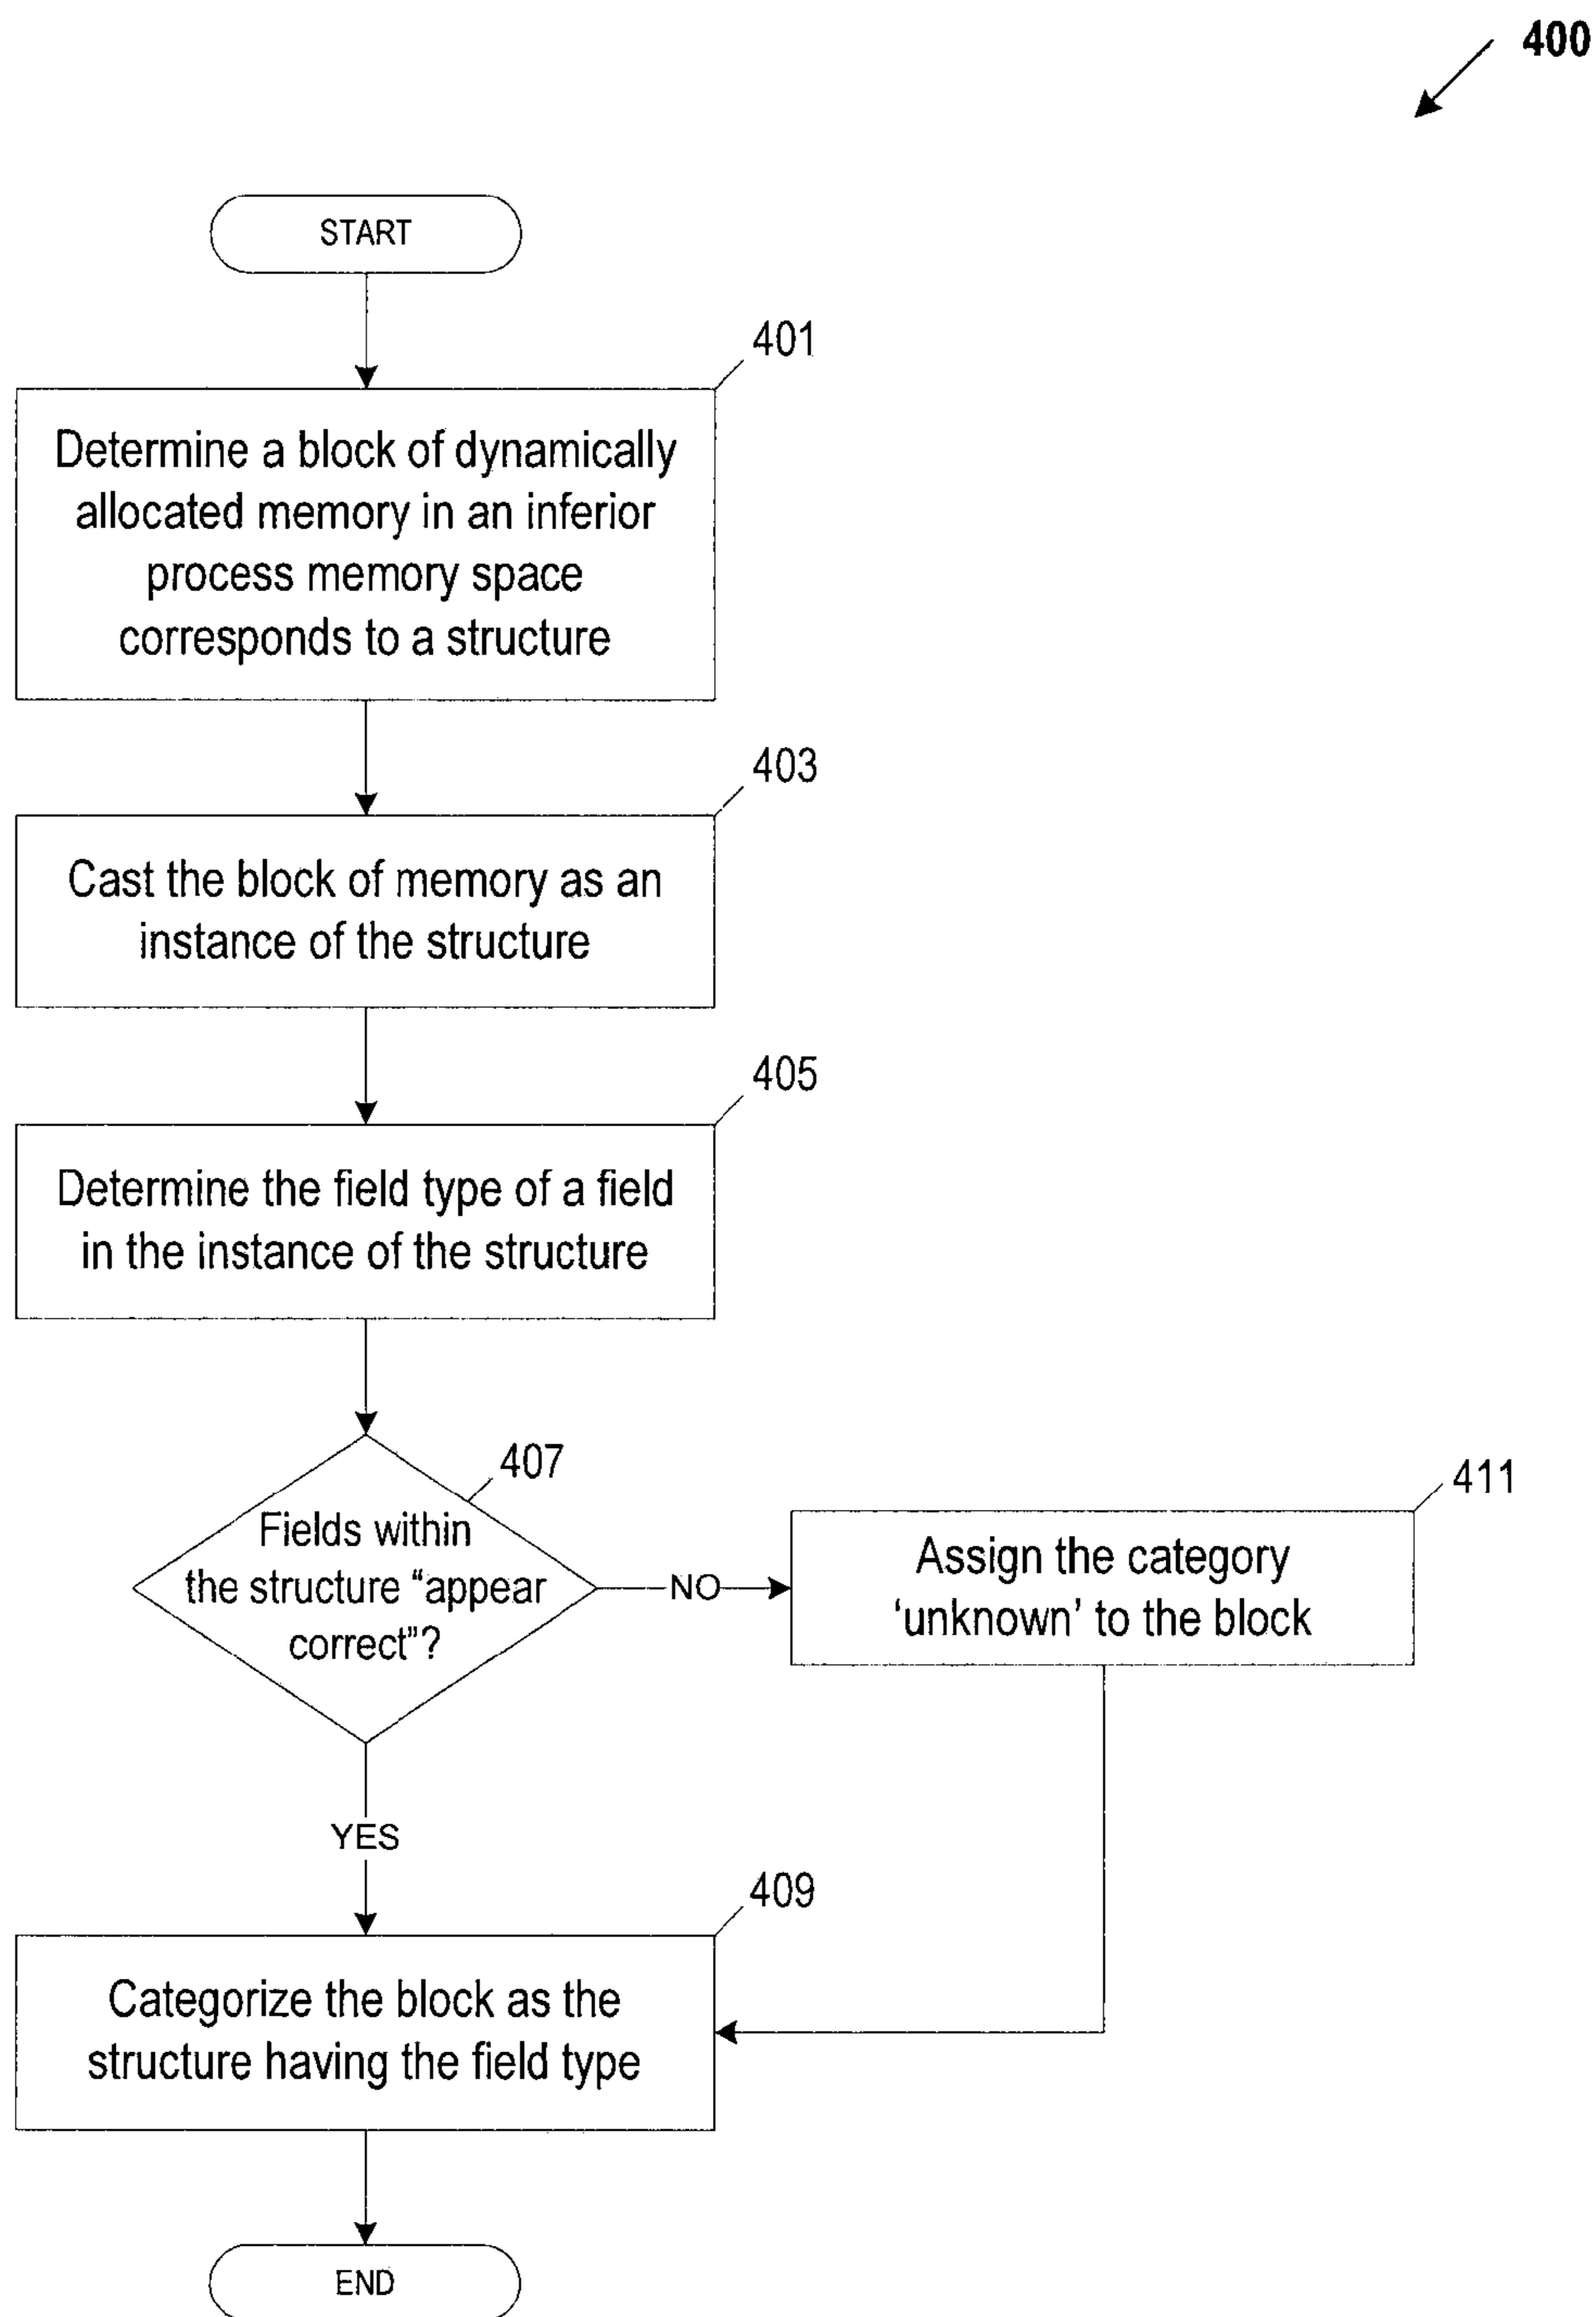 400
START
401
Determine a block of dynamically
allocated memory in an inferior
process memory space
corresponds to a structure
403
Cast the block of memory as an
instance of the structure
405
Determine the field type of a field
in the instance of the structure
407
Fields within
the structure “appear
correct”?
NO
411
Assign the category
‘unknown’ to the block
YES
409
Categorize the block as the
structure having the field type
END